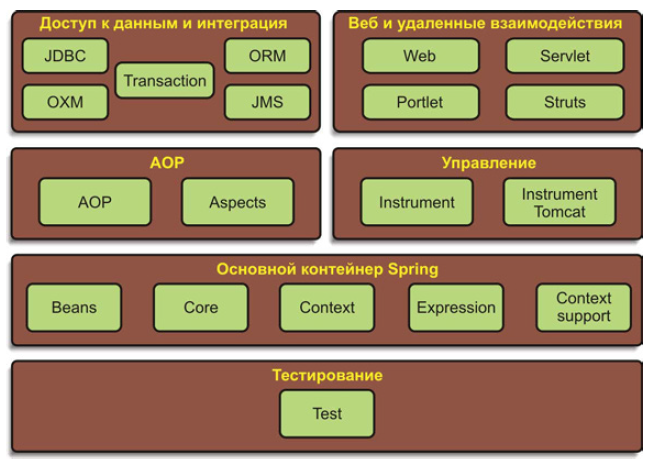 Доступ к данным и интеграция
JDBC
ORM
Transaction
OXM
JMS
Веб и удаленные взаимодействия
Web
Servlet
Portlet
Struts
AOP
AOP
Aspects
Управление
Instrument
Instrument
Tomcat
Основной контейнер Spring
Beans
Core
Context
Expression
Context
support
Тестирование
Test